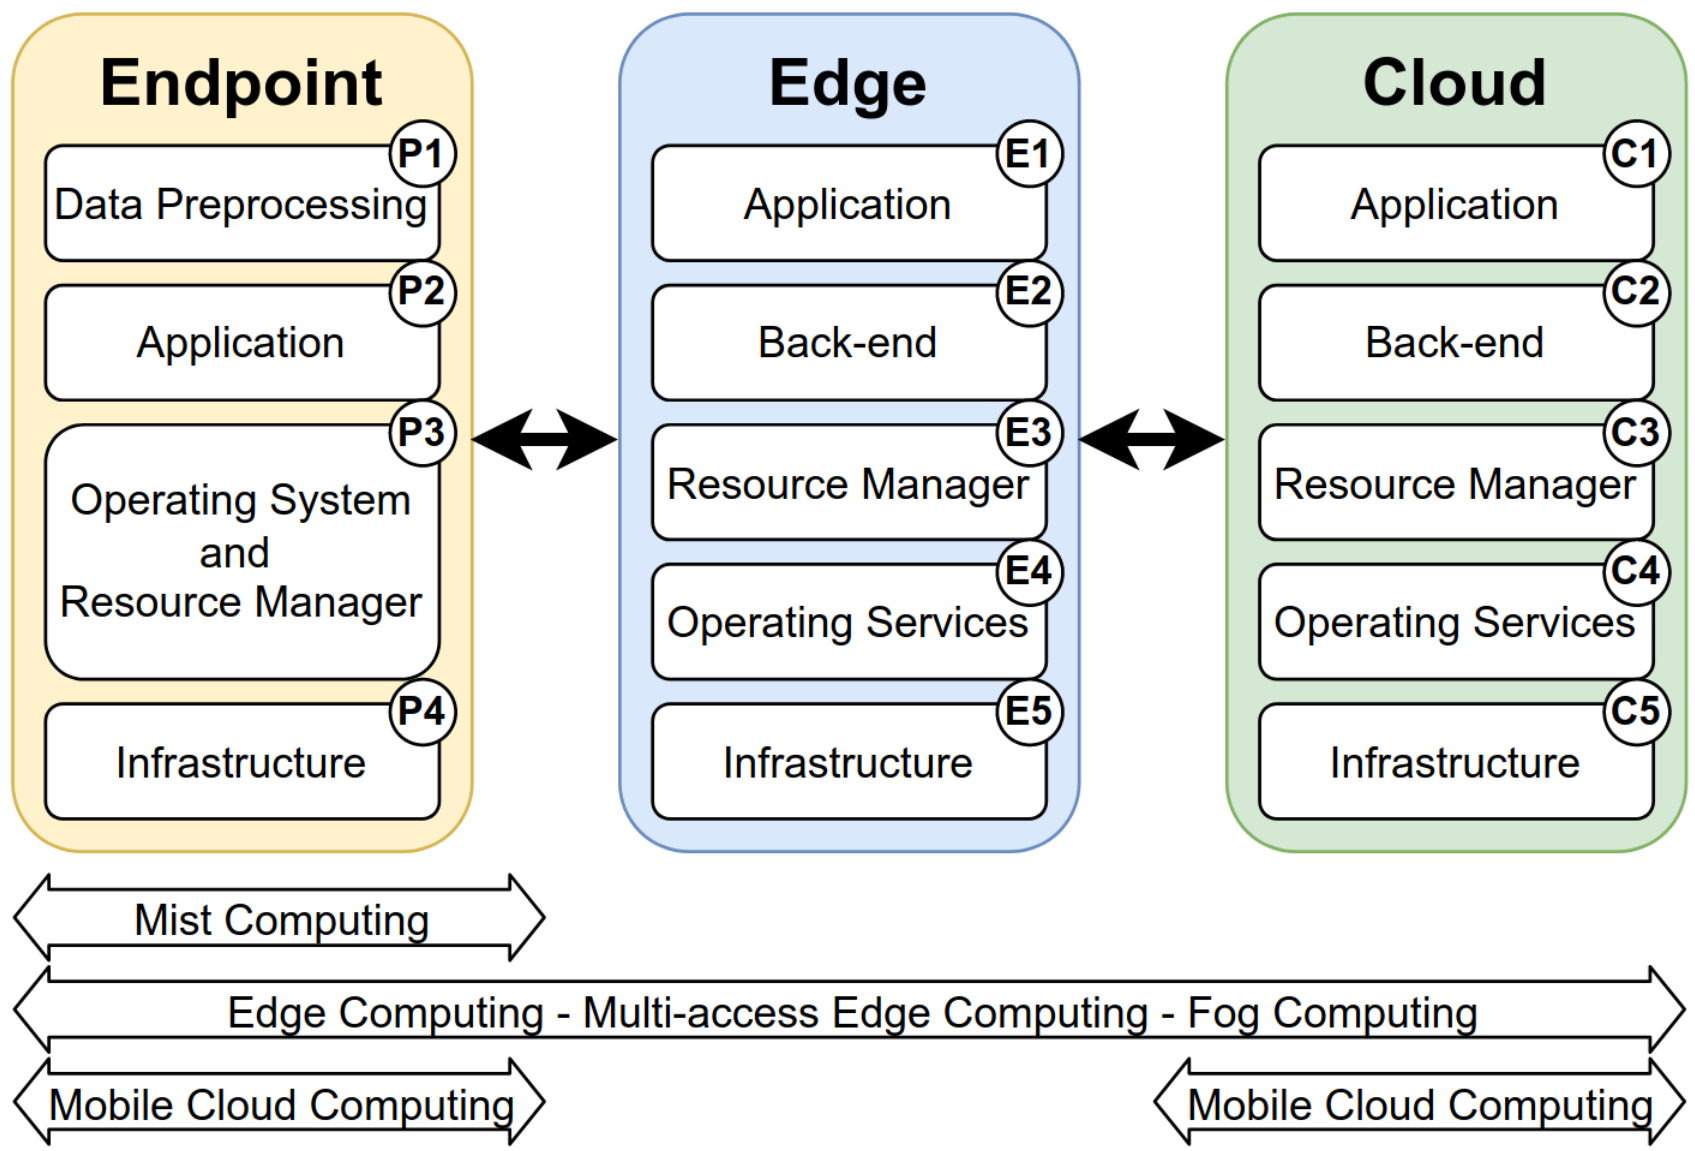 Endpoint
P1
Data Preprocessing
P2
Application
P3
Operating System
and
Resource Manager
P4
Infrastructure
Edge
E1
Application
E2
Back-end
E3
Resource Manager
E4
Operating Services
E5
Infrastructure
Cloud
C1
Application
C2
Back-end
C3
Resource Manager
C4
Operating Services
C5
Infrastructure
Mist Computing
Edge Computing - Multi-access Edge Computing - Fog Computing
Mobile Cloud Computing
Mobile Cloud Computing